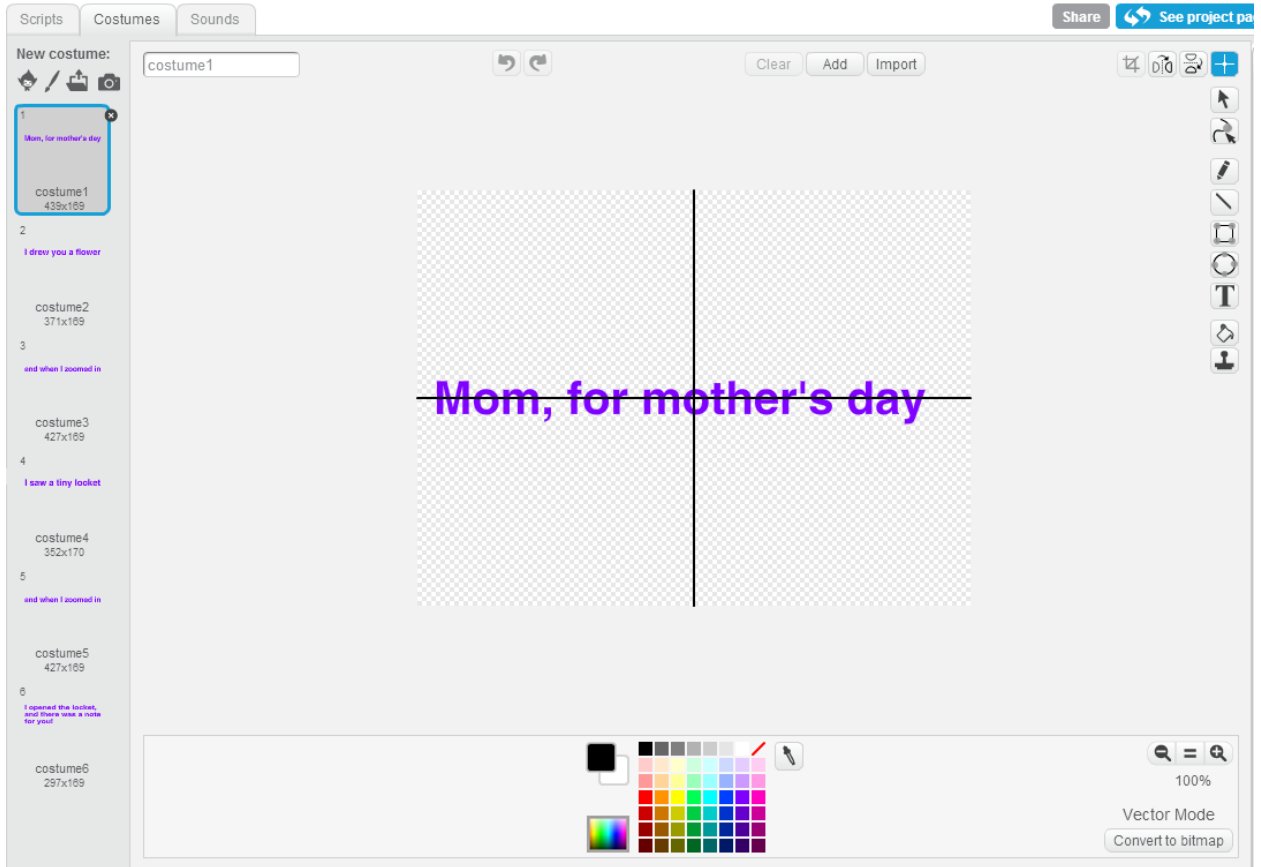 Scripts Costumes Sounds
Share See project pa
New costume:
costume1
Clear Add Import
1
Mom, for mother's day
costume1
439x169
2
I drew you a flower
costume2
371x169
3
and when I zoomed in
costume3
427x169
4
I saw a tiny locket
costume4
352x170
5
and when I zoomed in
costume5
427x169
6
I opened the locket,
and there was a note
for you!
costume6
297x169
Mom, for mother's day
T
100%
Vector Mode
Convert to bitmap